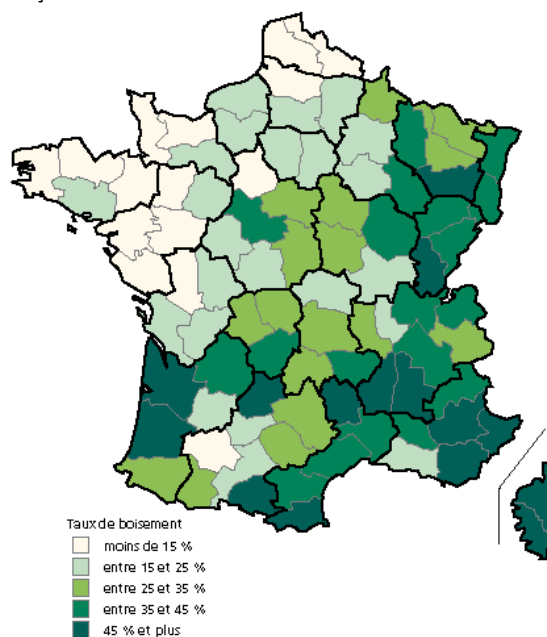 Taux de boisement
moins de 15 %
entre 15 et 25 %
entre 25 et 35 %
entre 35 et 45 %
45 % et plus